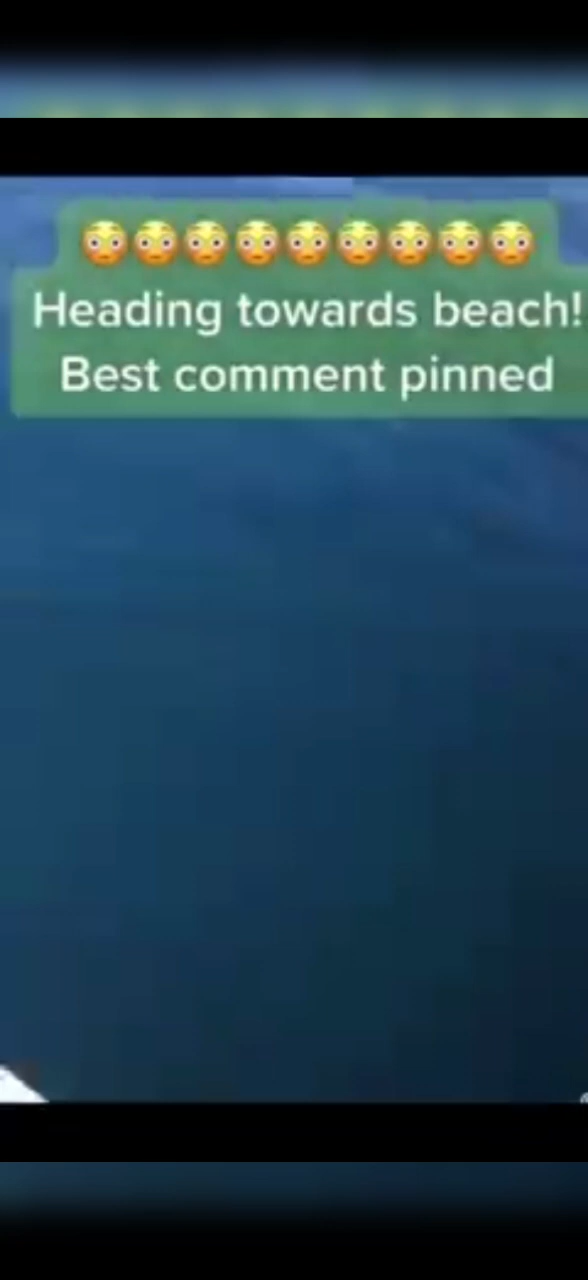 😳😳😳😳😳😳😳😳😳
Heading towards beach!
Best comment pinned